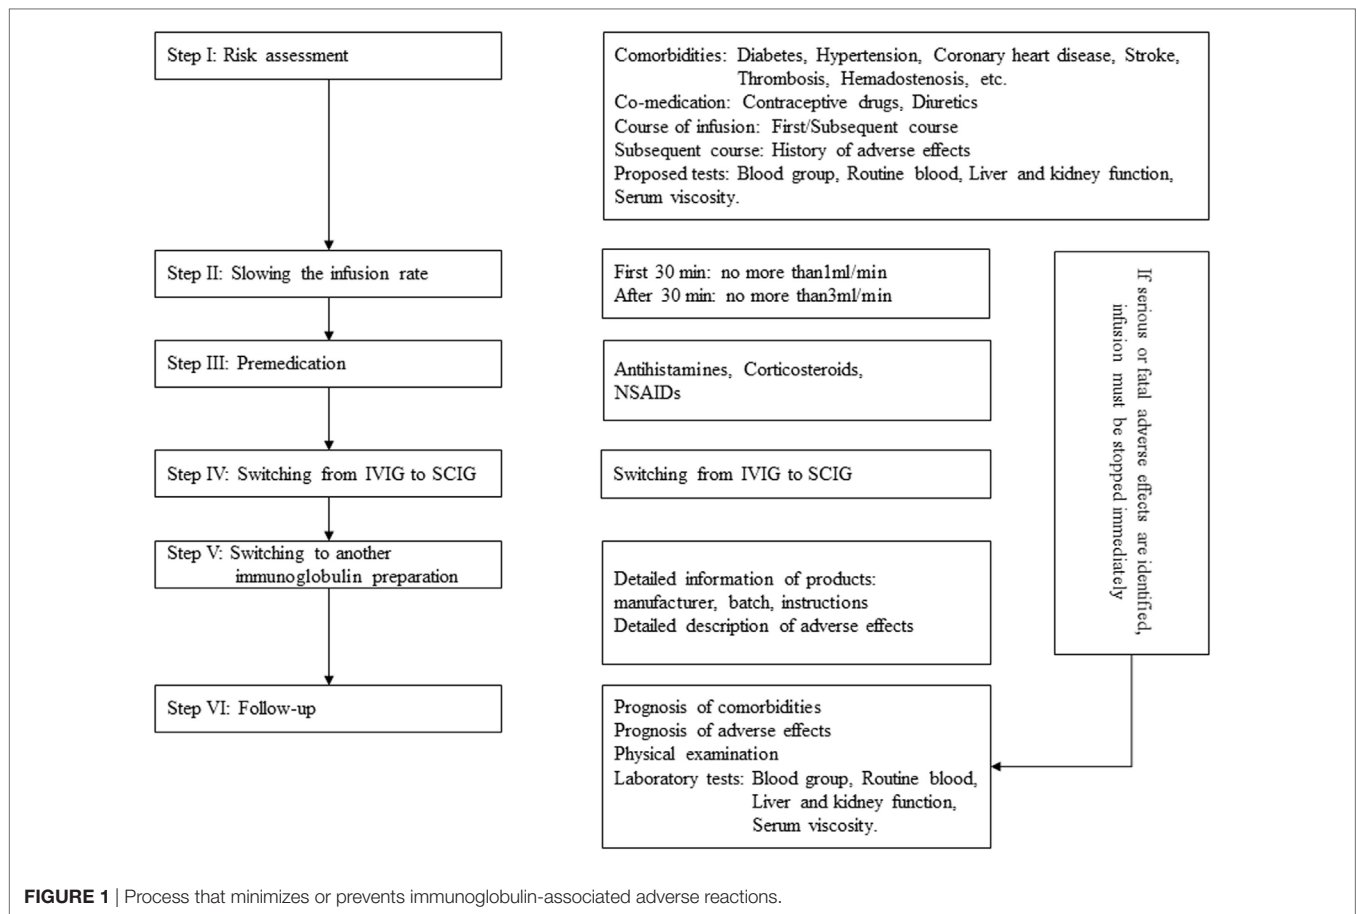 Step I: Risk assessment
Comorbidities: Diabetes, Hypertension, Coronary heart disease, Stroke,
Thrombosis, Hemadostenosis, etc.
Co-medication: Contraceptive drugs, Diuretics
Course of infusion: First/Subsequent course
Subsequent course: History of adverse effects
Proposed tests: Blood group, Routine blood, Liver and kidney function,
Serum viscosity.
Step II: Slowing the infusion rate
First 30 min: no more than1ml/min
After 30 min: no more than3ml/min
Step III: Premedication
Antihistamines, Corticosteroids,
NSAIDs
Step IV: Switching from IVIG to SCIG
Switching from IVIG to SCIG
Step V: Switching to another
immunoglobulin preparation
Detailed information of products:
manufacturer, batch, instructions
Detailed description of adverse effects
If serious or fatal adverse effects are identified,
infusion must be stopped immediately
Step VI: Follow-up
Prognosis of comorbidities
Prognosis of adverse effects
Physical examination
Laboratory tests: Blood group, Routine blood,
Liver and kidney function,
Serum viscosity.
FIGURE 1 | Process that minimizes or prevents immunoglobulin-associated adverse reactions.